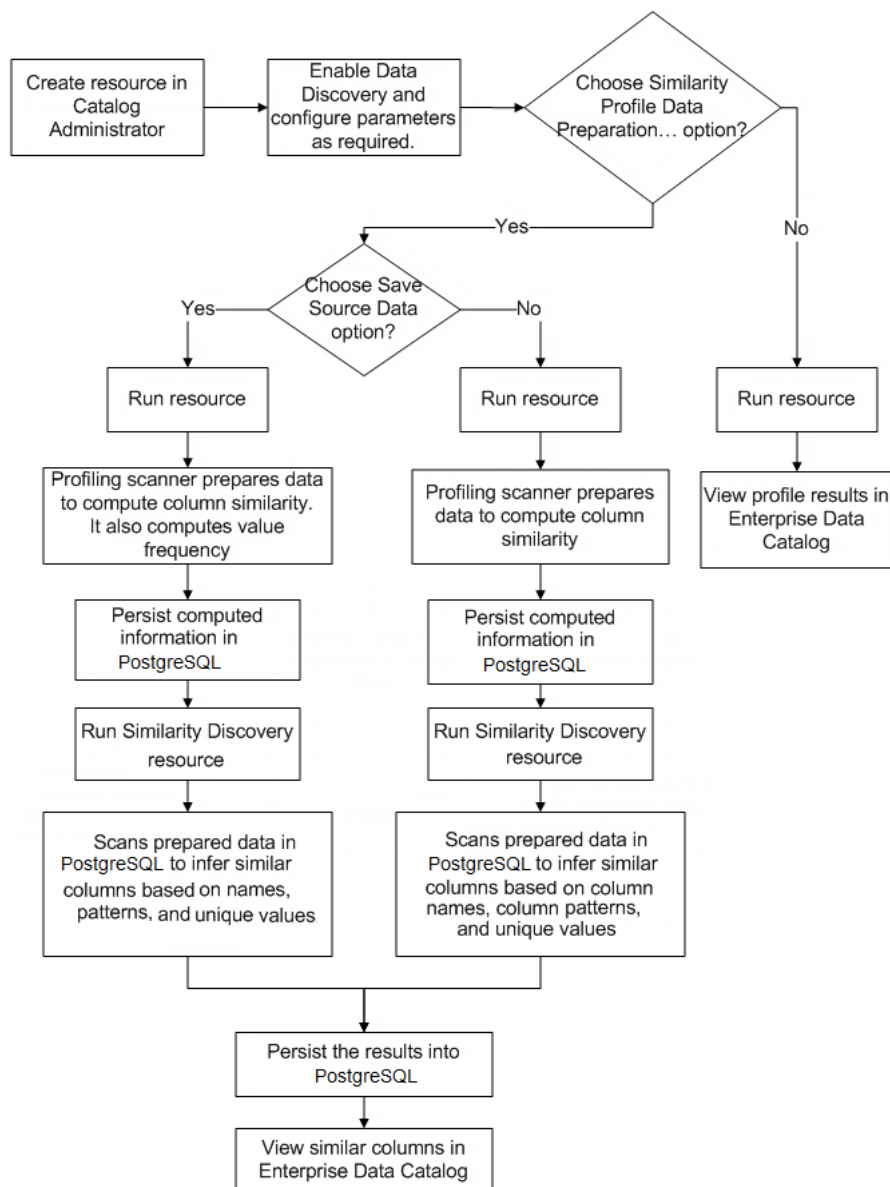 Create resource in
Catalog
Administrator
Enable Data
Discovery and
configure parameters
as required.
Choose Similarity
Profile Data
Preparation... option?
Yes
No
Choose Save
Source Data
option?
Yes
No
Run resource
Run resource
Run resource
Profiling scanner prepares data
to compute column similarity.
It also computes value
frequency
Profiling scanner prepares
data to compute column
similarity
View profile results in
Enterprise Data
Catalog
Persist computed
information in
PostgreSQL
Persist computed
information in
PostgreSQL
Run Similarity Discovery
resource
Run Similarity Discovery
resource
Scans prepared data in
PostgreSQL to infer similar
columns based on names,
patterns, and unique values
Scans prepared data in
PostgreSQL to infer similar
columns based on column
names, column patterns,
and unique values
Persist the results into
PostgreSQL
View similar columns in
Enterprise Data Catalog